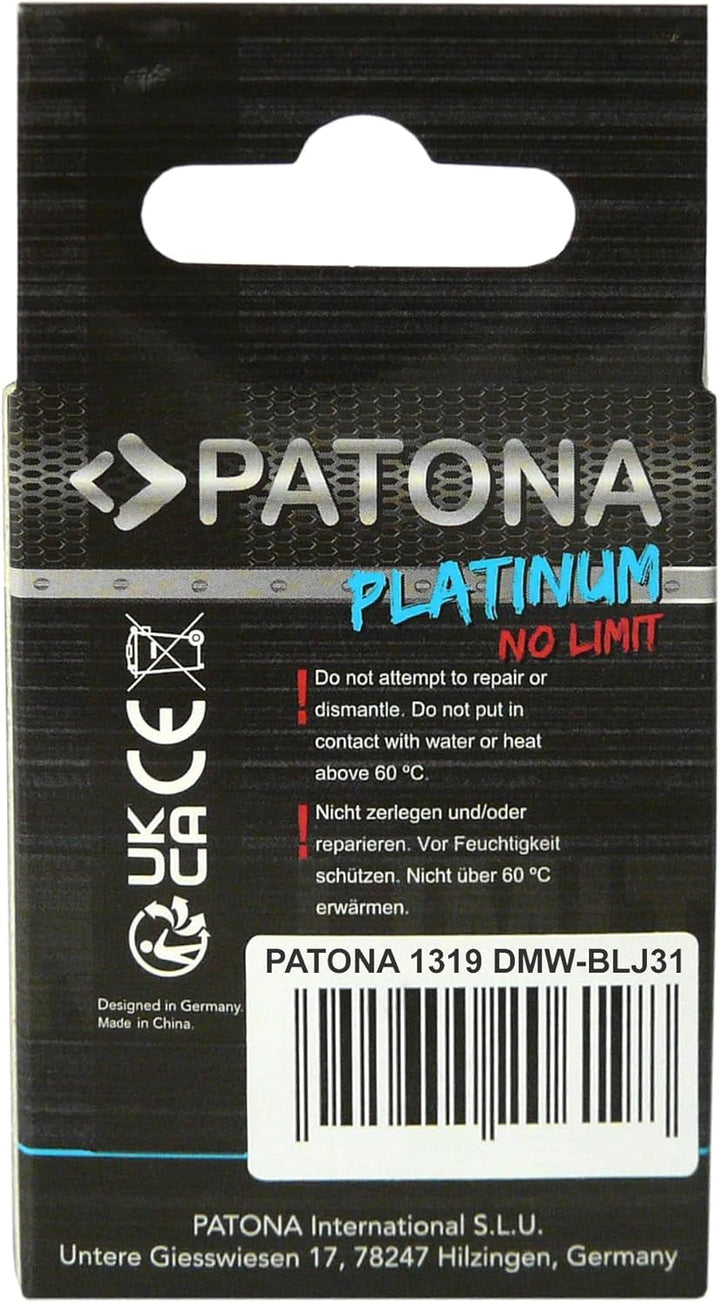 PATONA
PLATINUM
NO LIMIT
! Do not attempt to repair or
dismantle. Do not put in
contact with water or heat
above 60 ºC.
! Nicht zerlegen und/oder
reparieren. Vor Feuchtigkeit
schützen. Nicht über 60 ºC
erwärmen.
CE
UK
CA
Designed in Germany.
Made in China.
PATONA 1319 DMW-BLJ31
PATONA International S.L.U.
Untere Giesswiesen 17, 78247 Hilzingen, Germany